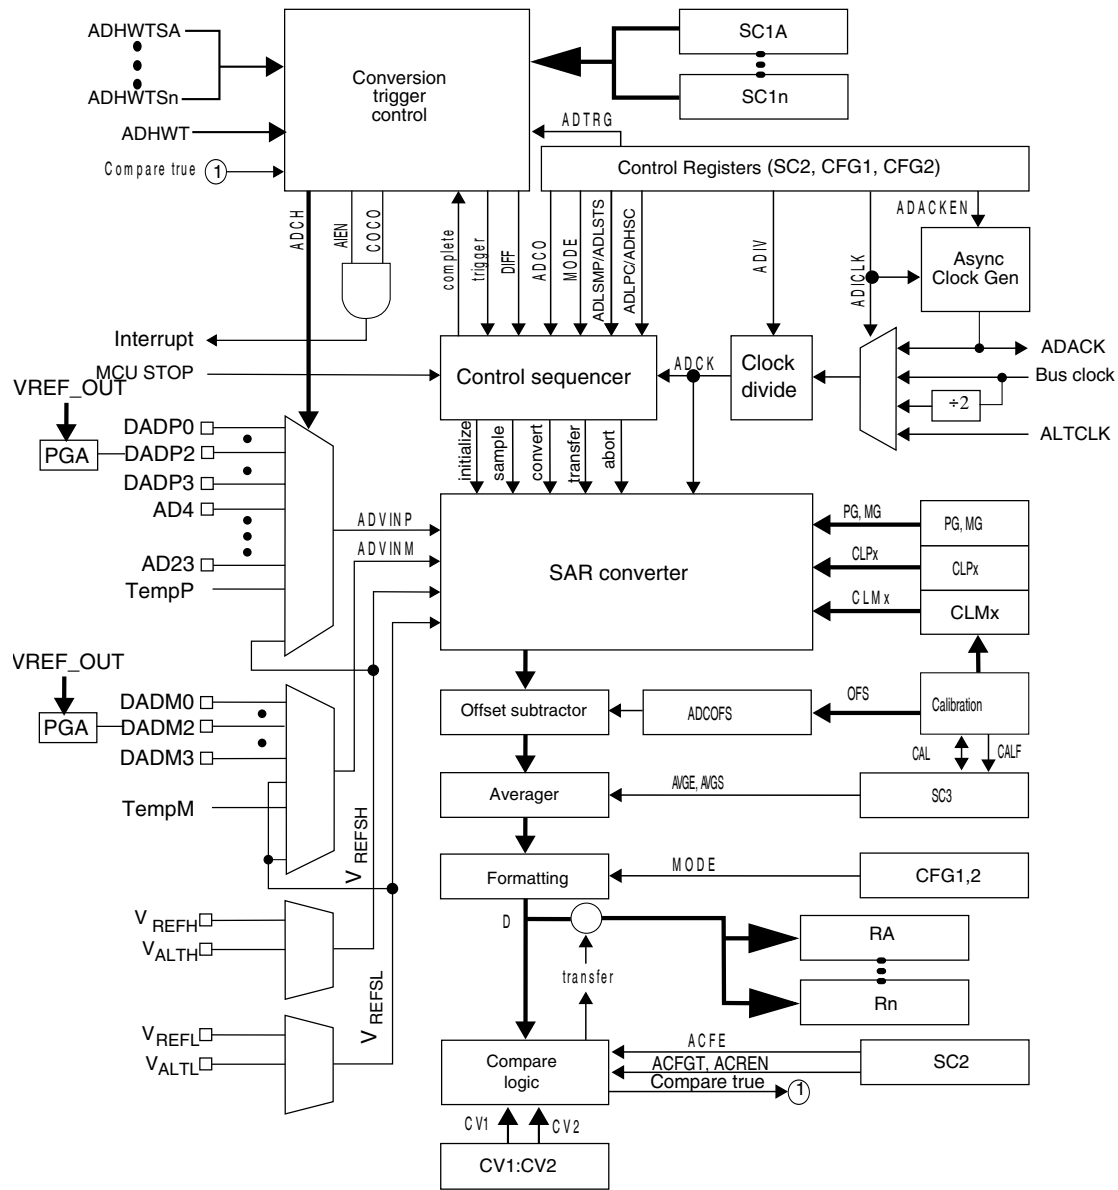 ADHWTSA
ADHWTSn
ADHWT
Compare true 1
Conversion
trigger
control
SC1A
SC1n
ADTRG
Control Registers (SC2, CFG1, CFG2)
ADCH
AIEN
COCO
complete
trigger
DIFF
ADCO
MODE
ADLSMP/ADLSTS
ADLPC/ADHSC
ADIV
ADICLK
ADACKEN
Async
Clock Gen
Interrupt
MCU STOP
Control sequencer
ADCK
Clock
divide
ADACK
Bus clock
÷2
ALTCLK
VREF_OUT
PGA
DADP0
DADP2
DADP3
AD4
AD23
TempP
initialize
sample
convert
transfer
abort
ADVINP
ADVINM
SAR converter
PG, MG
PG, MG
CLPx
CLPx
CLMx
CLMx
VREF_OUT
PGA
DADM0
DADM2
DADM3
TempM
Offset subtractor
ADCOFS
OFS
Calibration
CAL
CALF
Averager
AVGE, AVGS
SC3
Formatting
MODE
CFG1,2
V REFSH
V REFH
VALTH
D
transfer
RA
Rn
V REFSL
VREFL
VALTL
Compare
logic
ACFE
ACFGT, ACREN
Compare true 1
SC2
CV1
CV2
CV1:CV2